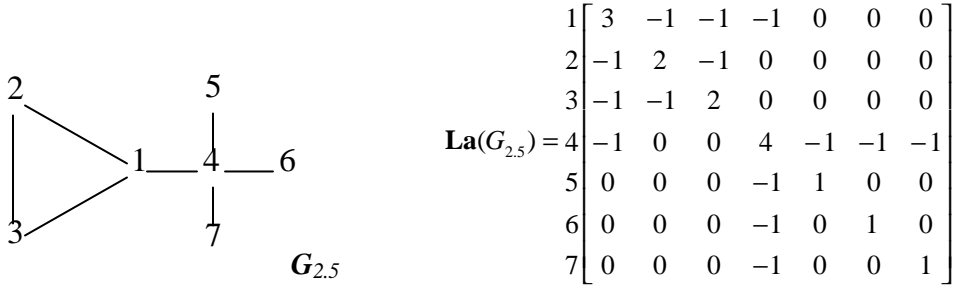 2
5
1
4
6
3
7
G2.5
La(G2.5) =
1 3 −1 −1 −1 0 0 0
2 −1 2 −1 0 0 0 0
3 −1 −1 2 0 0 0 0
4 −1 0 0 4 −1 −1 −1
5 0 0 0 −1 1 0 0
6 0 0 0 −1 0 1 0
7 0 0 0 −1 0 0 1